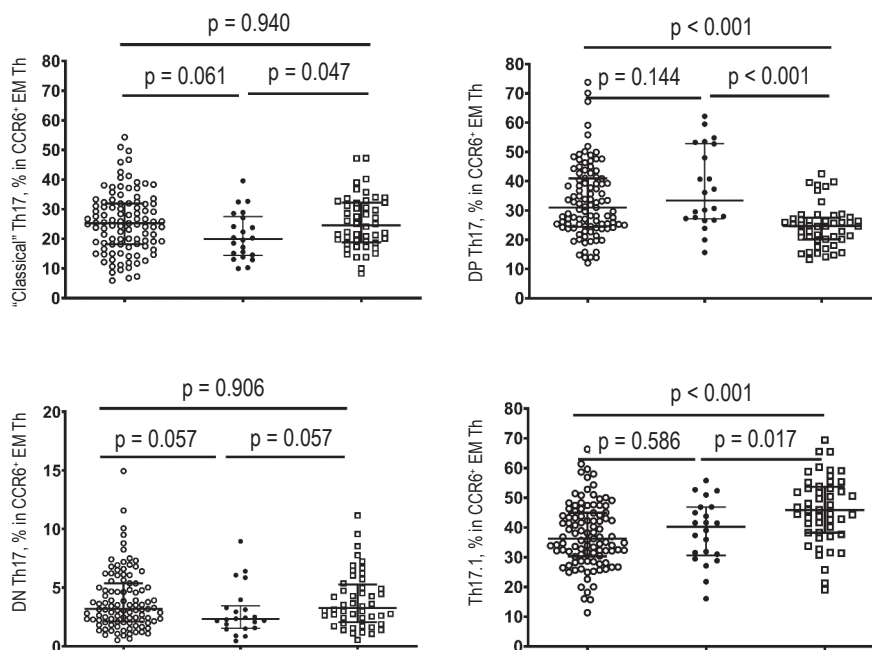 p = 0.940
p = 0.061
p = 0.047
"Classical" Th17, % in CCR6⁺ EM Th
80
70
60
50
40
30
20
10
0
p < 0.001
p = 0.144
p < 0.001
DP Th17, % in CCR6⁺ EM Th
80
70
60
50
40
30
20
10
0
p = 0.906
p = 0.057
p = 0.057
DN Th17, % in CCR6⁺ EM Th
20
15
10
5
0
p < 0.001
p = 0.586
p = 0.017
Th17.1, % in CCR6⁺ EM Th
80
70
60
50
40
30
20
10
0